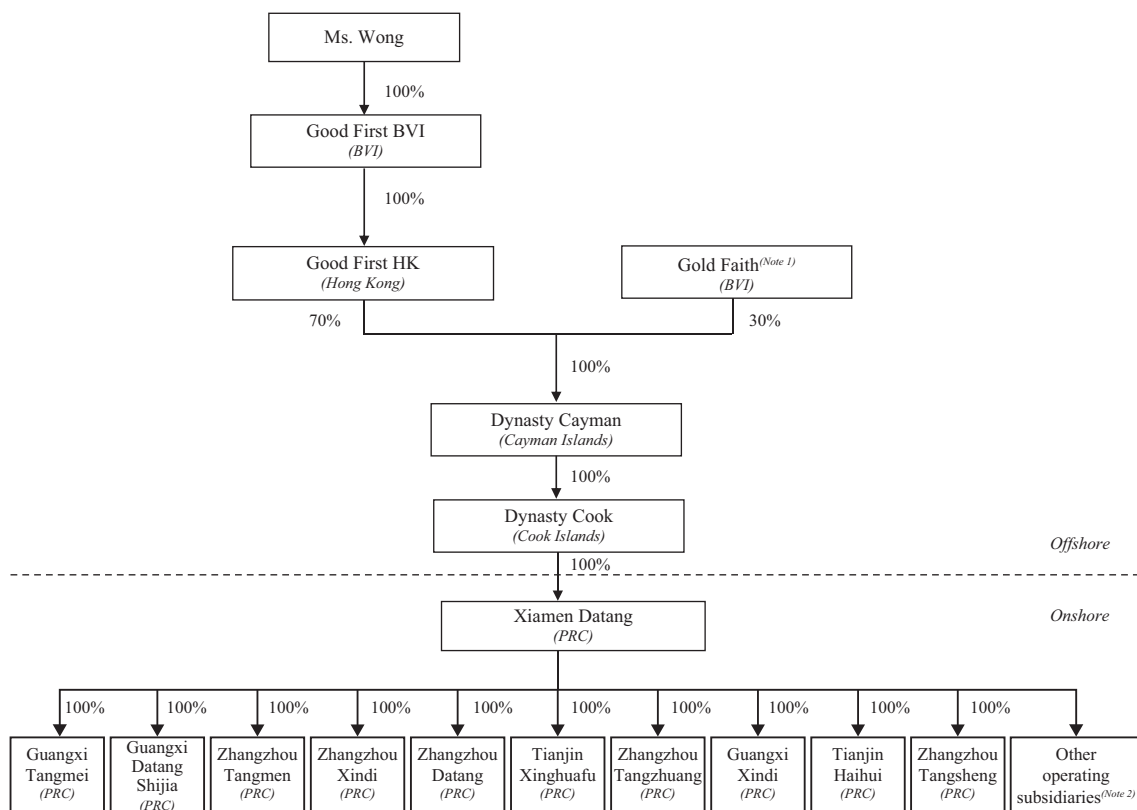 Ms. Wong
100%
Good First BVI
(BVI)
100%
Good First HK
(Hong Kong)
Gold Faith(Note 1)
(BVI)
70%
30%
100%
Dynasty Cayman
(Cayman Islands)
100%
Dynasty Cook
(Cook Islands)
Offshore
100%
Xiamen Datang
(PRC)
Onshore
100%
100%
100%
100%
100%
100%
100%
100%
100%
100%
Guangxi
Tangmei
(PRC)
Guangxi
Datang
Shijia
(PRC)
Zhangzhou
Tangmen
(PRC)
Zhangzhou
Xindi
(PRC)
Zhangzhou
Datang
(PRC)
Tianjin
Xinghuafu
(PRC)
Zhangzhou
Tangzhuang
(PRC)
Guangxi
Xindi
(PRC)
Tianjin
Haihui
(PRC)
Zhangzhou
Tangsheng
(PRC)
Other
operating
subsidiaries(Note 2)